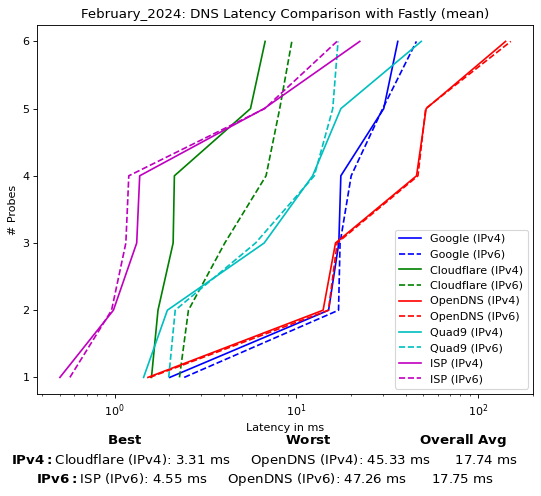 February_2024: DNS Latency Comparison with Fastly (mean)
# Probes
6
5
4
3
2
1
Google (IPv4)
Google (IPv6)
Cloudflare (IPv4)
Cloudflare (IPv6)
OpenDNS (IPv4)
OpenDNS (IPv6)
Quad9 (IPv4)
Quad9 (IPv6)
ISP (IPv4)
ISP (IPv6)
10⁰ 10¹ 10²
Latency in ms
Best Worst Overall Avg
IPv4: Cloudflare (IPv4): 3.31 ms OpenDNS (IPv4): 45.33 ms 17.74 ms
IPv6: ISP (IPv6): 4.55 ms OpenDNS (IPv6): 47.26 ms 17.75 ms